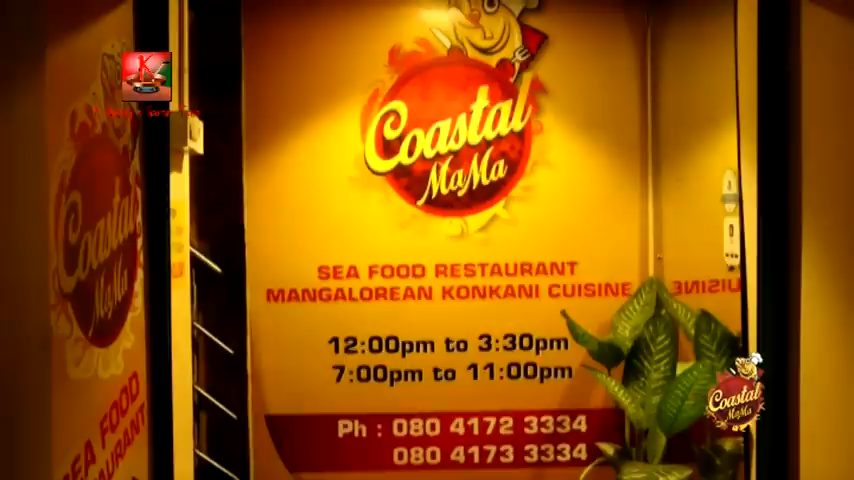 K
Coastal
MaMa
SEA FOOD RESTAURANT
MANGALOREAN KONKANI CUISINE
12:00pm to 3:30pm
7:00pm to 11:00pm
Ph : 080 4172 3334
080 4173 3334
Coastal
MaMa
SEA FOOD
RESTAURANT
Coastal
MaMa